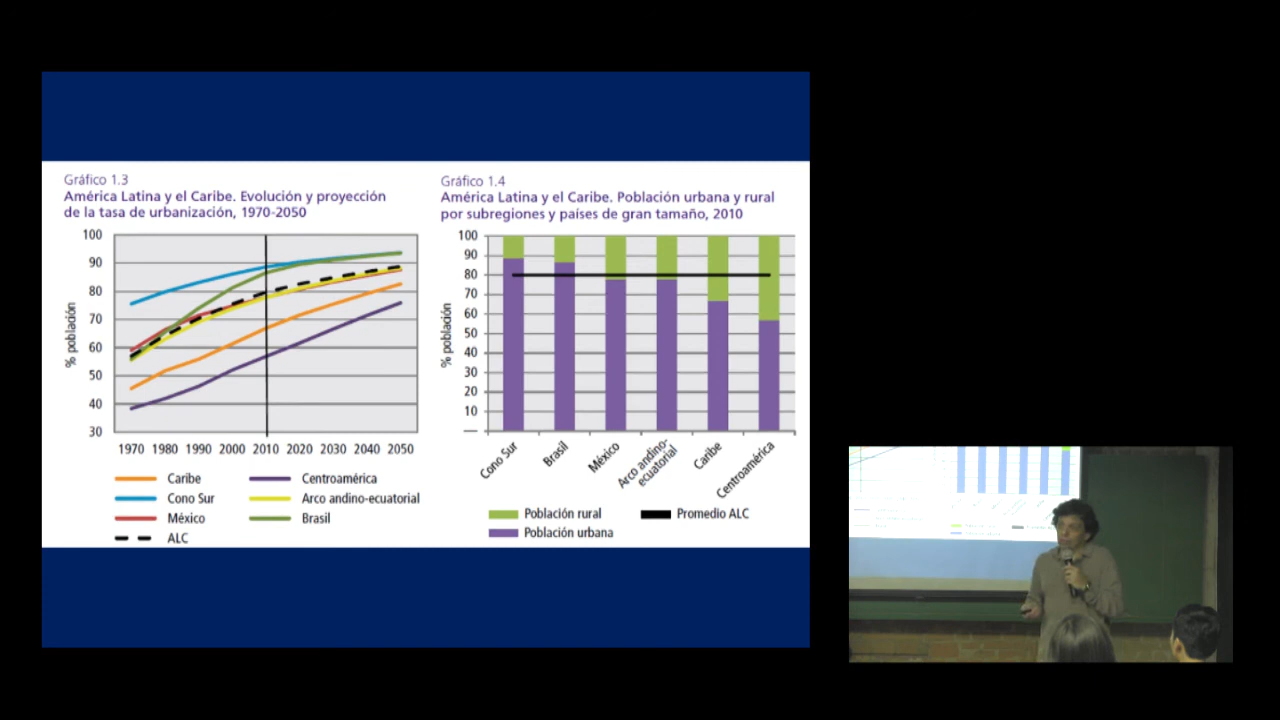 Gráfico 1.3
América Latina y el Caribe. Evolución y proyección
de la tasa de urbanización, 1970-2050
100
90
80
70
60
50
40
30
% población
1970 1980 1990 2000 2010 2020 2030 2040 2050
Caribe
Centroamérica
Cono Sur
Arco andino-ecuatorial
México
Brasil
ALC
Gráfico 1.4
América Latina y el Caribe. Población urbana y rural
por subregiones y países de gran tamaño, 2010
100
90
80
70
60
50
40
30
20
10
—
% población
Cono Sur
Brasil
México
Arco andino-
ecuatorial
Caribe
Centroamérica
Población rural
Promedio ALC
Población urbana